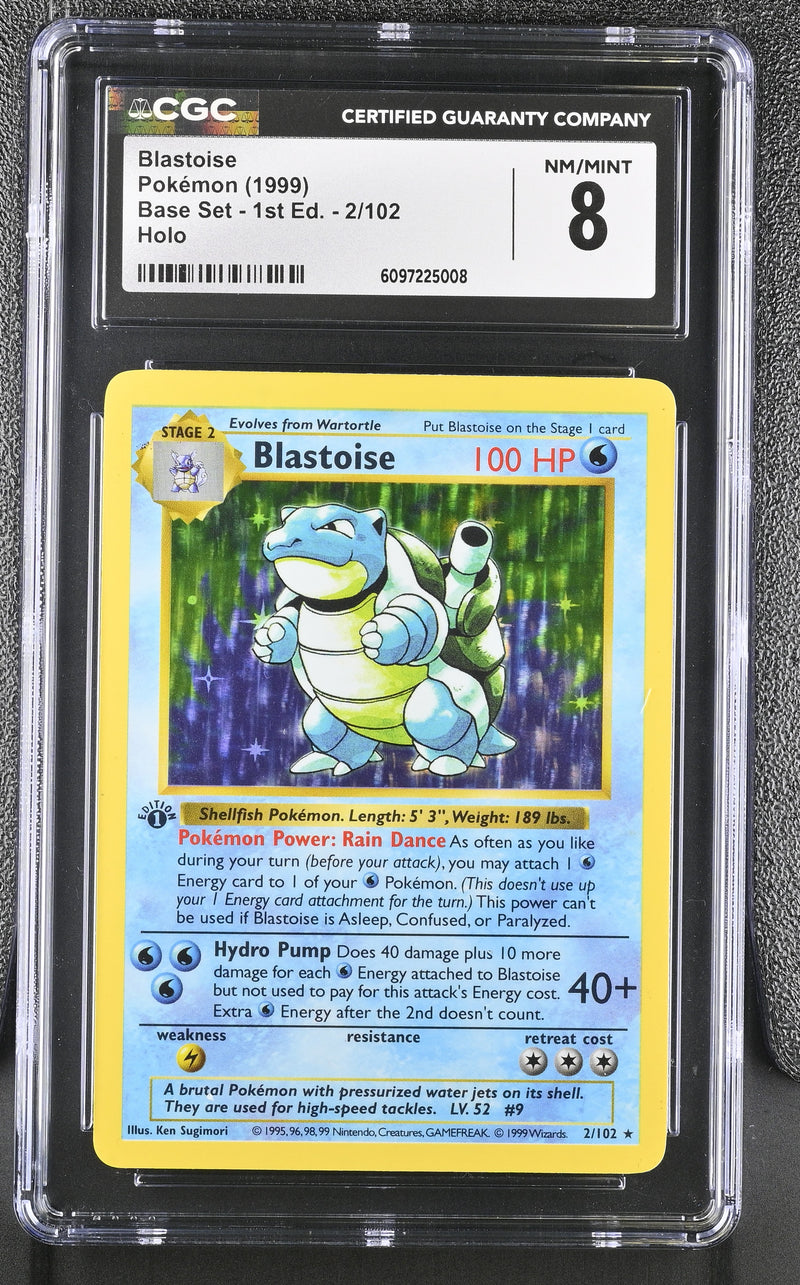 CGC
CERTIFIED GUARANTY COMPANY
Blastoise
Pokémon (1999)
Base Set - 1st Ed. - 2/102
Holo
NM/MINT
8
6097225008
STAGE 2
Evolves from Wartortle
Put Blastoise on the Stage 1 card
Blastoise
100 HP
EDITION
1
Shellfish Pokémon. Length: 5' 3", Weight: 189 lbs.
Pokémon Power: Rain Dance As often as you like
during your turn (before your attack), you may attach 1
Energy card to 1 of your Pokémon. (This doesn't use up
your 1 Energy card attachment for the turn.) This power can't
be used if Blastoise is Asleep, Confused, or Paralyzed.
Hydro Pump Does 40 damage plus 10 more
damage for each Energy attached to Blastoise
but not used to pay for this attack's Energy cost.
Extra Energy after the 2nd doesn't count.
40+
weakness
resistance
retreat cost
A brutal Pokémon with pressurized water jets on its shell.
They are used for high-speed tackles. LV. 52 #9
Illus. Ken Sugimori
© 1995, 96, 98, 99 Nintendo, Creatures, GAMEFREAK. © 1999 Wizards.
2/102 ★